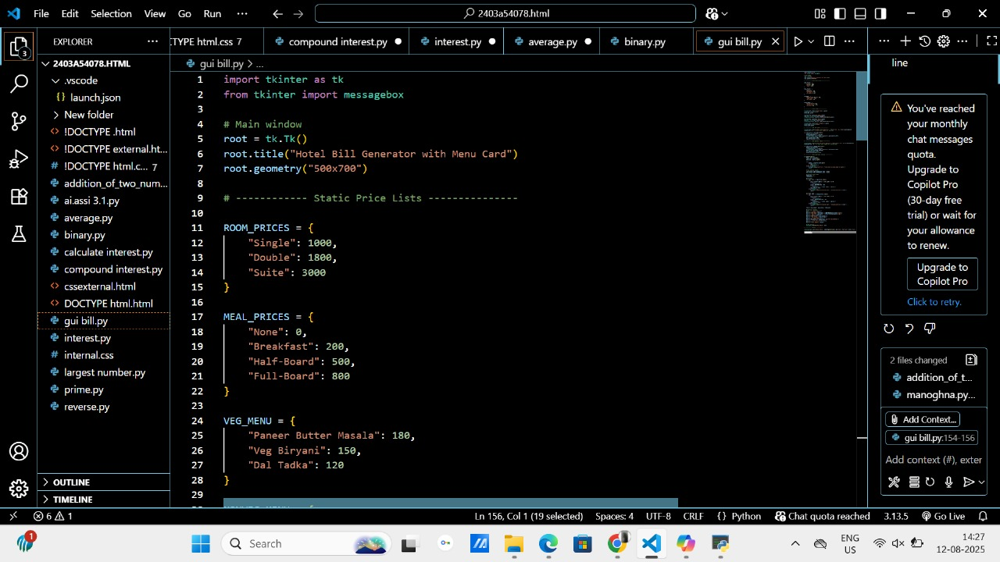 File Edit Selection View Go Run ··· 2403a54078.html
EXPLORER ···
2403A54078.HTML
.vscode
launch.json
New folder
!DOCTYPE .html
!DOCTYPE external.ht...
!DOCTYPE html.c... 7
addition_of_two num...
assi 3.1.py
average.py
binary.py
calulate interest.py
compound interest.py
cssexternal.html
DOCTYPE html.html
gui bill.py
interest.py
internal.css
largest number.py
prime.py
reverse.py
OUTLINE
TIMELINE
CTYPE html.css 7 compound interest.py interest.py average.py binary.py gui bill.py
gui bill.py > ...
1 import tkinter as tk
2 from tkinter import messagebox
3
4 # Main window
5 root = tk.Tk()
6 root.title("Hotel Bill Generator with Menu Card")
7 root.geometry("500x700")
8
9 # ------------ Static Price Lists ---------------
10
11 ROOM_PRICES = {
12 "Single": 1000,
13 "Double": 1800,
14 "Suite": 3000
15 }
16
17 MEAL_PRICES = {
18 "None": 0,
19 "Breakfast": 200,
20 "Half-Board": 500,
21 "Full-Board": 800
22 }
23
24 VEG_MENU = {
25 "Paneer Butter Masala": 180,
26 "Veg Biryani": 150,
27 "Dal Tadka": 120
28 }
29
line
You've reached
your monthly
chat messages
quota.
Upgrade to
Copilot Pro
(30-day free
trial) or wait for
your allowance
to renew.
Upgrade to
Copilot Pro
Click to retry.
2 files changed
addition_of_t...
manoghna.py...
Add Context...
gui bill.py:154-156
Add context (#), exter
6 1 Ln 156, Col 1 (19 selected) Spaces: 4 UTF-8 CRLF {} Python Chat quota reached 3.13.5 Go Live
1 Search ENG
US 14:27
12-08-2025